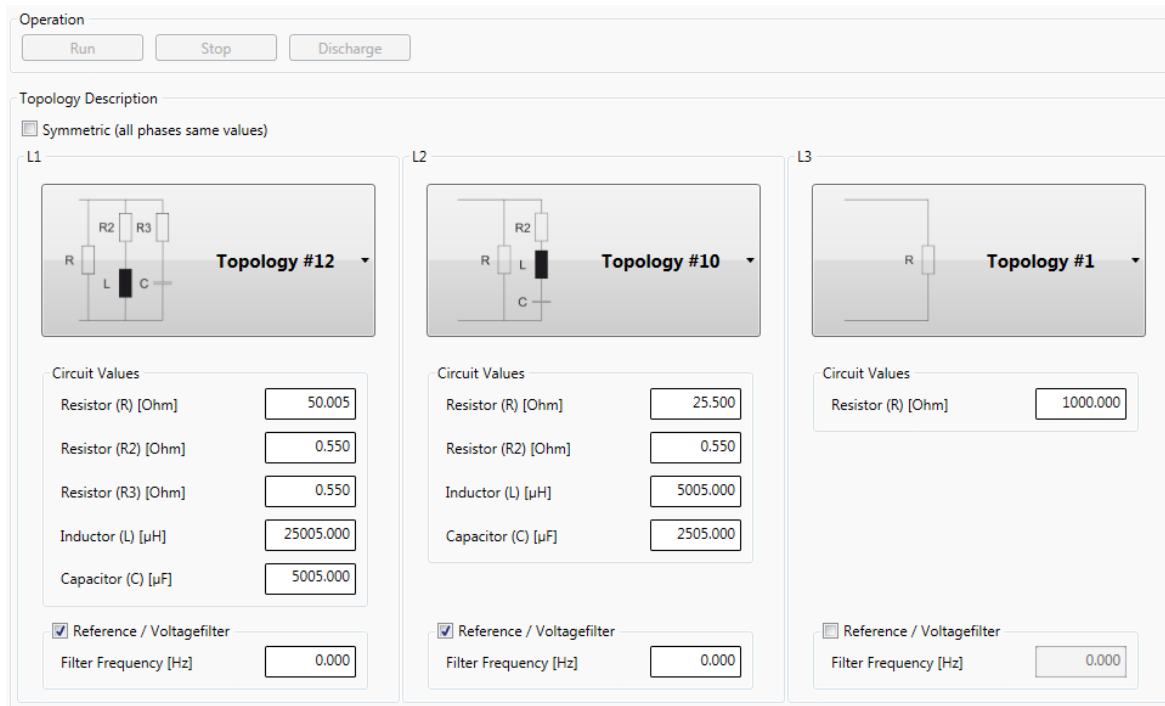 Operation
Run Stop Discharge
Topology Description
Symmetric (all phases same values)
L1
R2 R3
R
L C
Topology #12
Circuit Values
Resistor (R) [Ohm] 50.005
Resistor (R2) [Ohm] 0.550
Resistor (R3) [Ohm] 0.550
Inductor (L) [µH] 25005.000
Capacitor (C) [µF] 5005.000
Reference / Voltagefilter
Filter Frequency [Hz] 0.000
L2
R2
R L
C
Topology #10
Circuit Values
Resistor (R) [Ohm] 25.500
Resistor (R2) [Ohm] 0.550
Inductor (L) [µH] 5005.000
Capacitor (C) [µF] 2505.000
Reference / Voltagefilter
Filter Frequency [Hz] 0.000
L3
R
Topology #1
Circuit Values
Resistor (R) [Ohm] 1000.000
Reference / Voltagefilter
Filter Frequency [Hz] 0.000